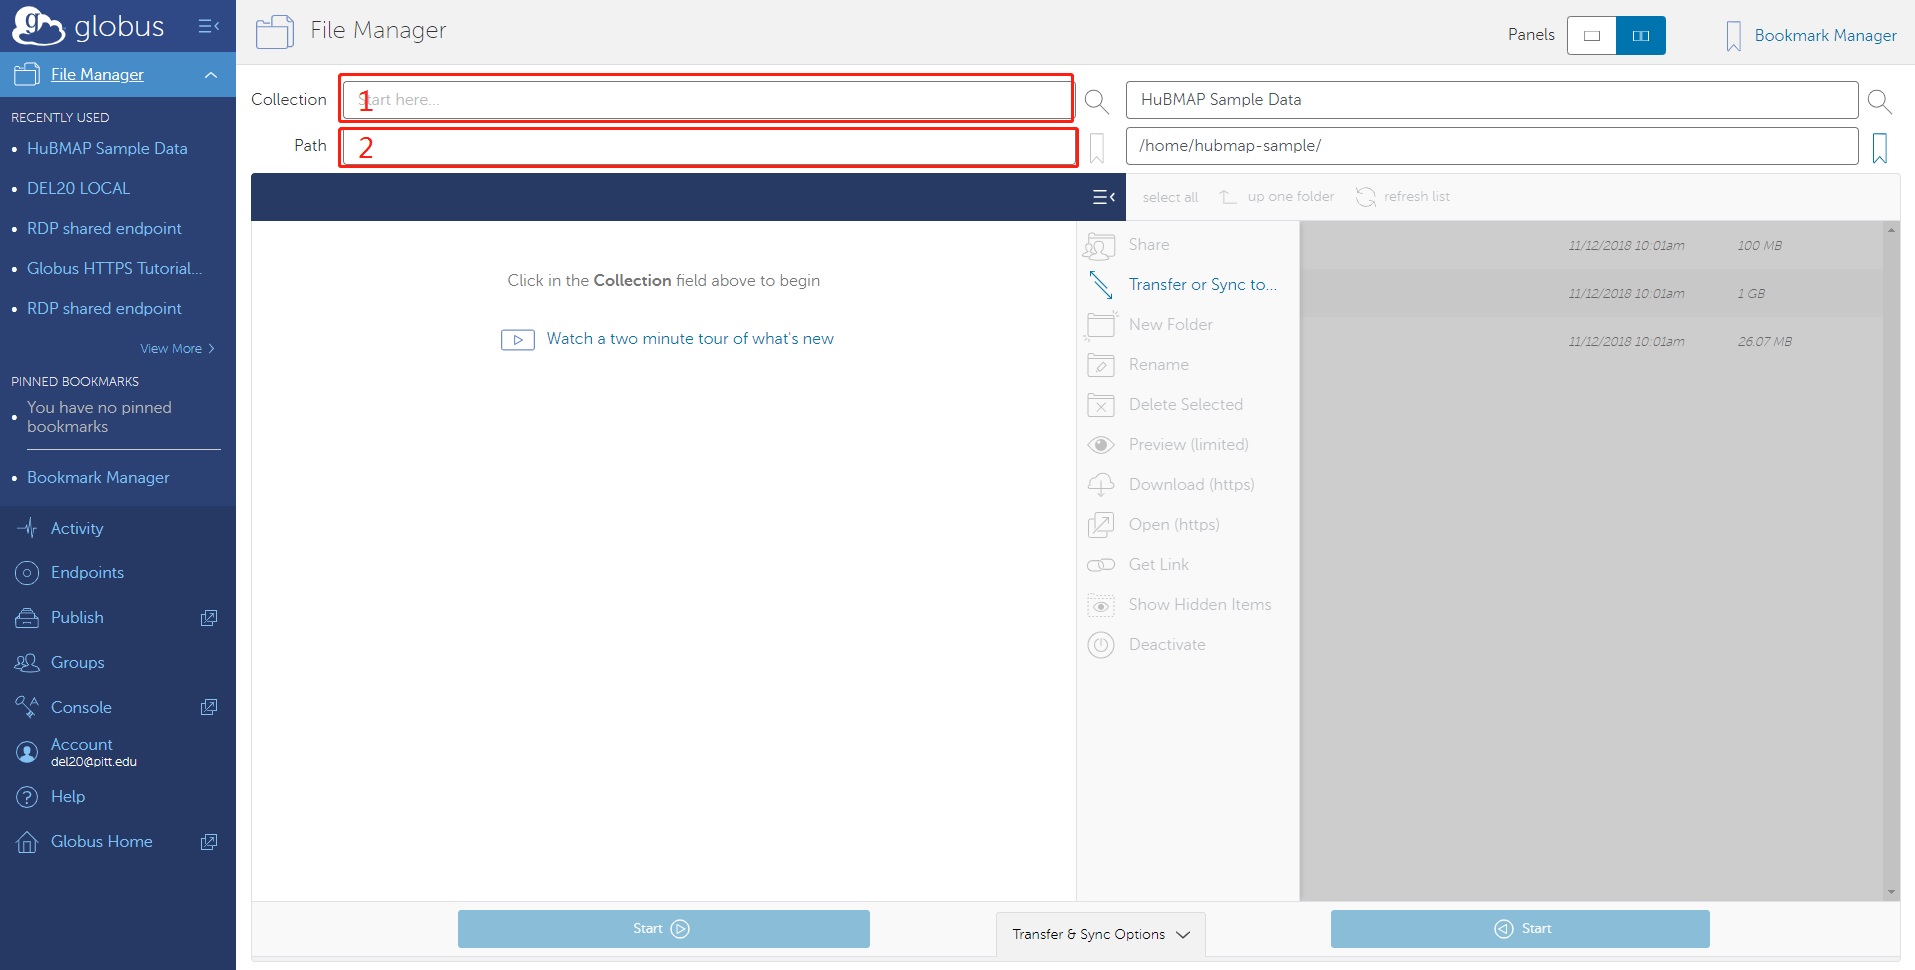 globus
File Manager
RECENTLY USED
HuBMAP Sample Data
DEL20 LOCAL
RDP shared endpoint
Globus HTTPS Tutorial...
RDP shared endpoint
View More
PINNED BOOKMARKS
You have no pinned
bookmarks
Bookmark Manager
Activity
Endpoints
Publish
Groups
Console
Account
del20@pitt.edu
Help
Globus Home
File Manager
Panels
Bookmark Manager
Collection
1
Start here...
HuBMAP Sample Data
Path
2
/home/hubmap-sample/
select all
up one folder
refresh list
Click in the Collection field above to begin
Watch a two minute tour of what's new
Share
Transfer or Sync to...
New Folder
Rename
Delete Selected
Preview (limited)
Download (https)
Open (https)
Get Link
Show Hidden Items
Deactivate
11/12/2018 10:01am 100 MB
11/12/2018 10:01am 1 GB
11/12/2018 10:01am 26.07 MB
Start
Transfer & Sync Options
Start